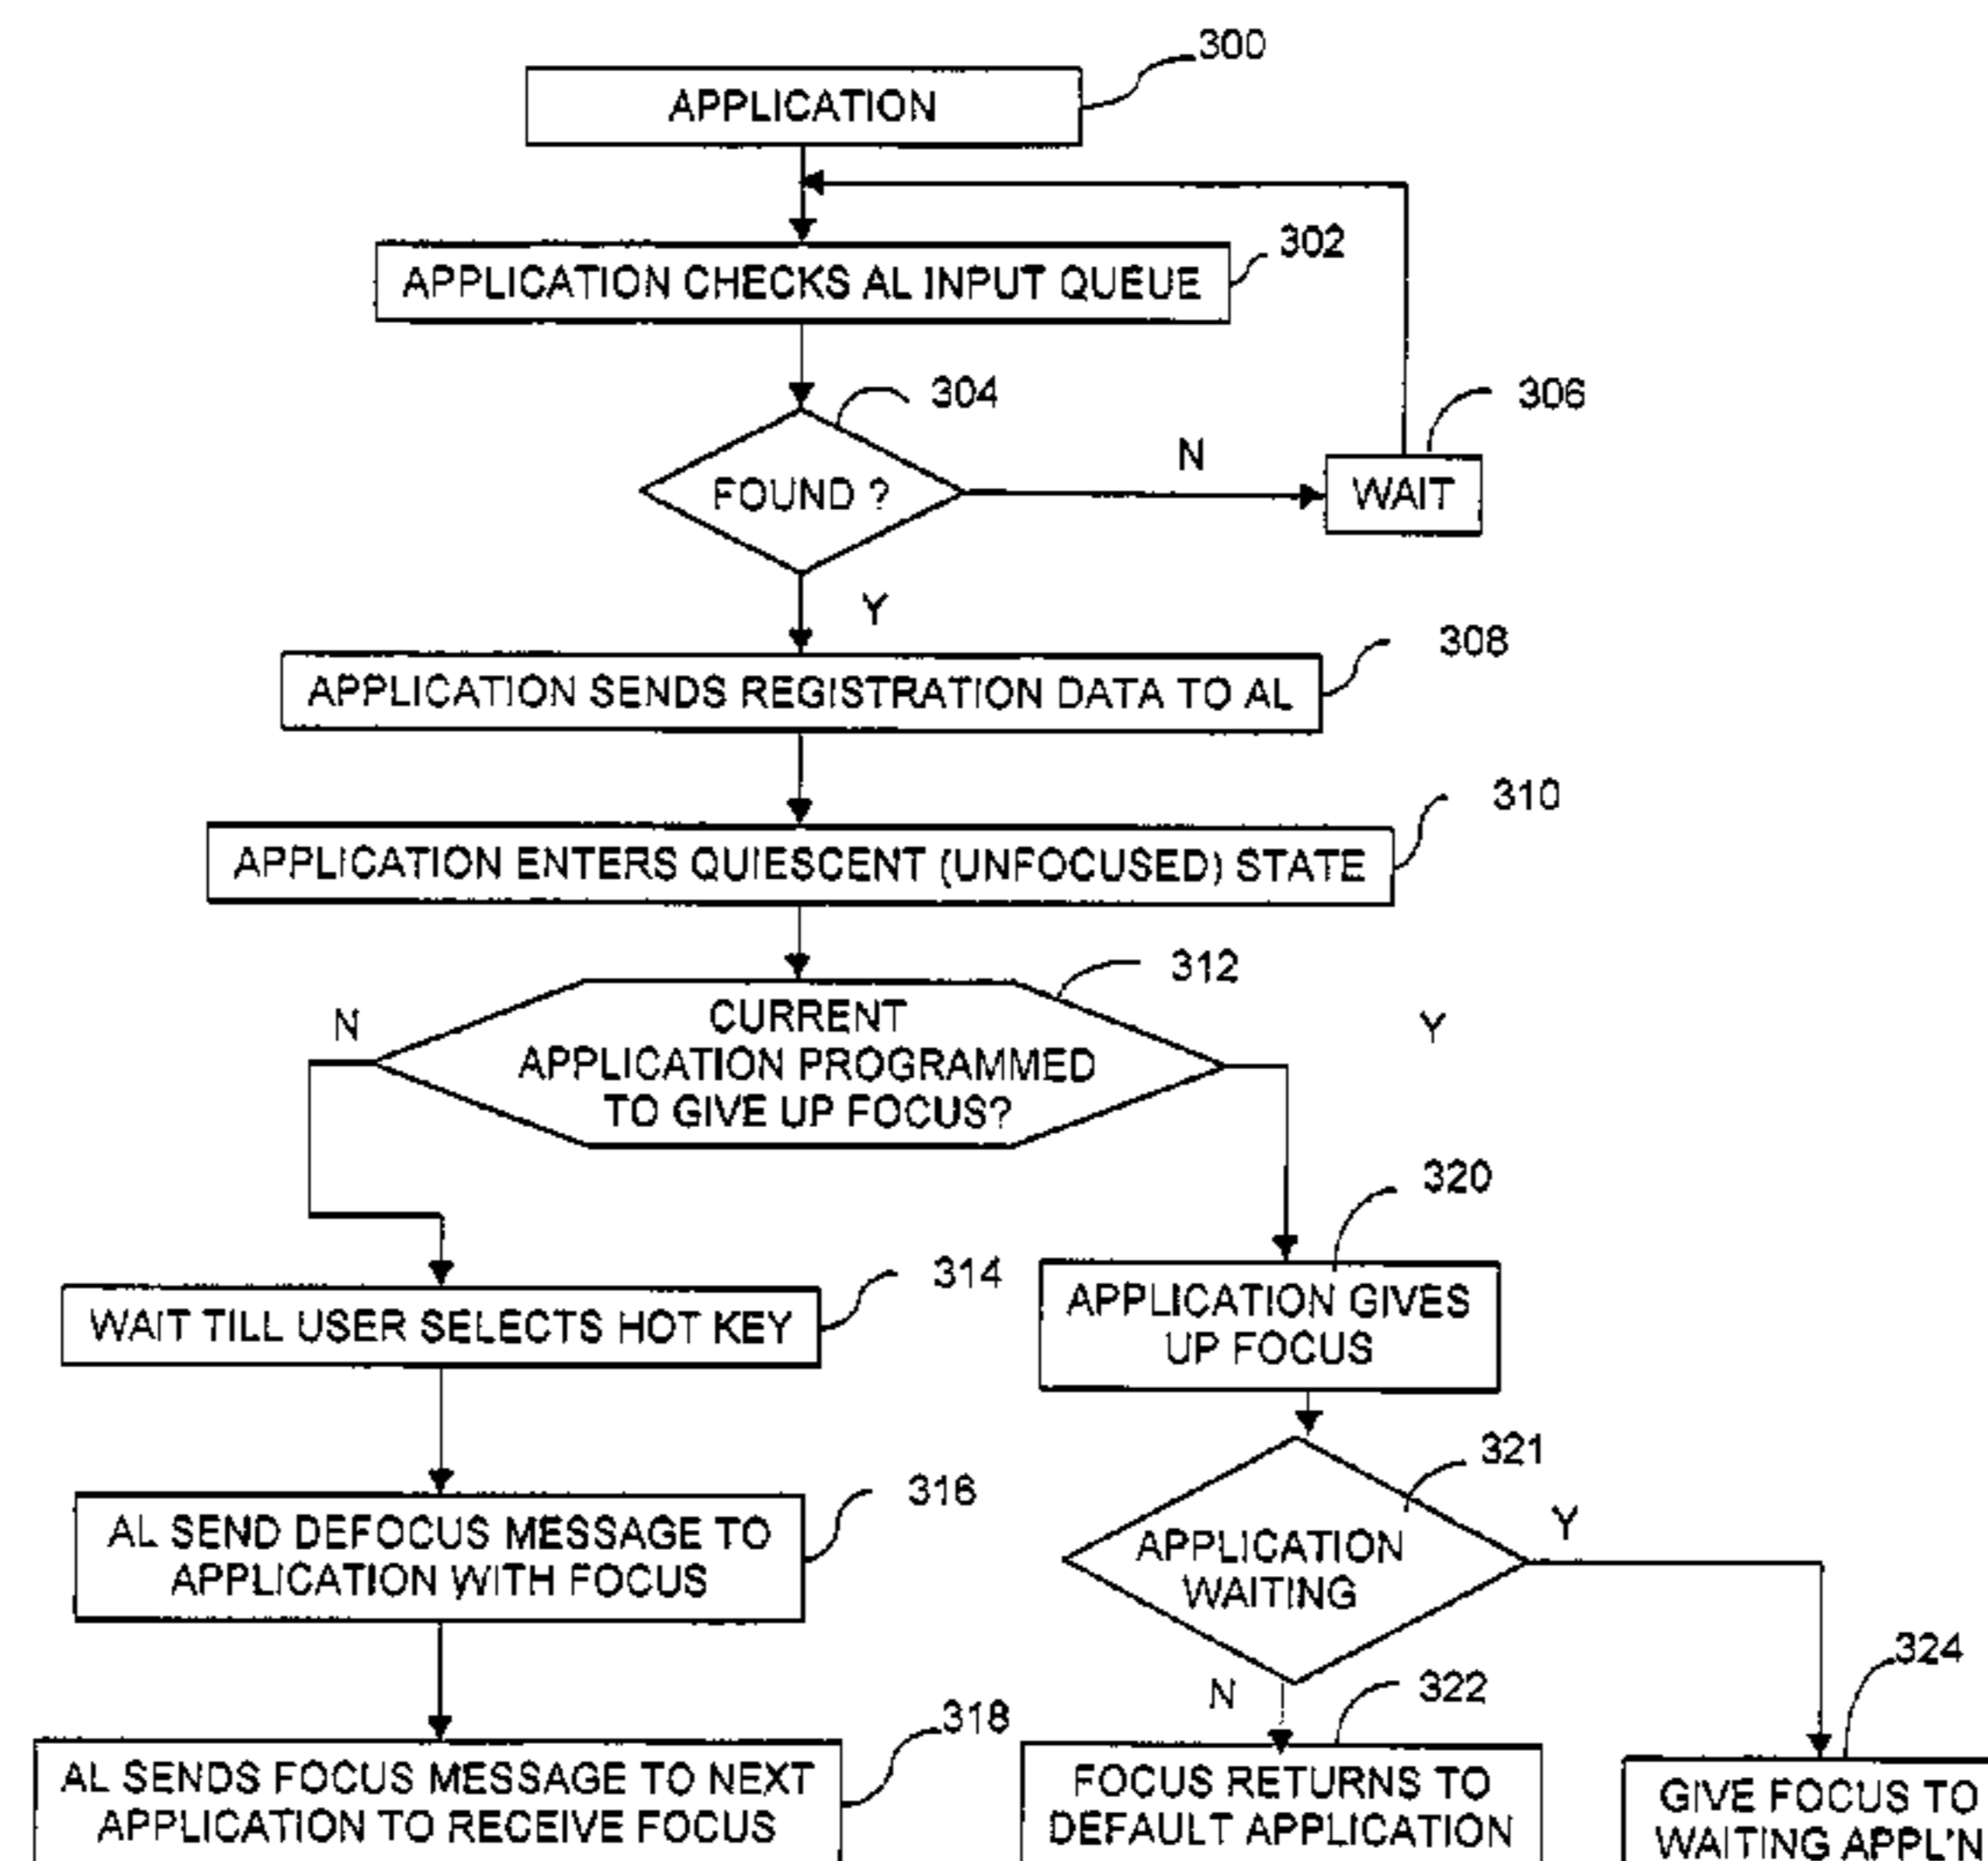 300
APPLICATION
302
APPLICATION CHECKS AL INPUT QUEUE
304
306
N
FOUND ?
WAIT
Y
308
APPLICATION SENDS REGISTRATION DATA TO AL
310
APPLICATION ENTERS QUIESCENT (UNFOCUSED) STATE
312
N
Y
CURRENT
APPLICATION PROGRAMMED
TO GIVE UP FOCUS?
320
314
WAIT TILL USER SELECTS HOT KEY
APPLICATION GIVES
UP FOCUS
321
316
Y
AL SEND DEFOCUS MESSAGE TO
APPLICATION WITH FOCUS
APPLICATION
WAITING
324
N
322
318
AL SENDS FOCUS MESSAGE TO NEXT
APPLICATION TO RECEIVE FOCUS
FOCUS RETURNS TO
DEFAULT APPLICATION
GIVE FOCUS TO
WAITING APPL'N